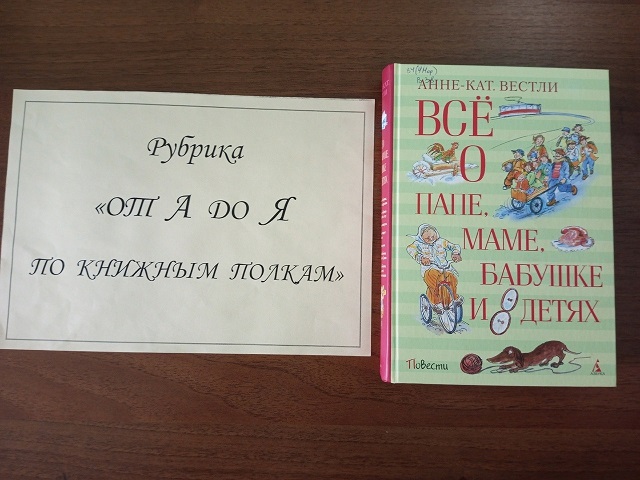 Рубрика
«ОТ А ДО Я
ПО КНИЖНЫМ ПОЛКАМ»
АННЕ-КАТ. ВЕСТЛИ
ВСЁ
О
ПАПЕ,
МАМЕ,
БАБУШКЕ
И 8 ДЕТЯХ
Повести